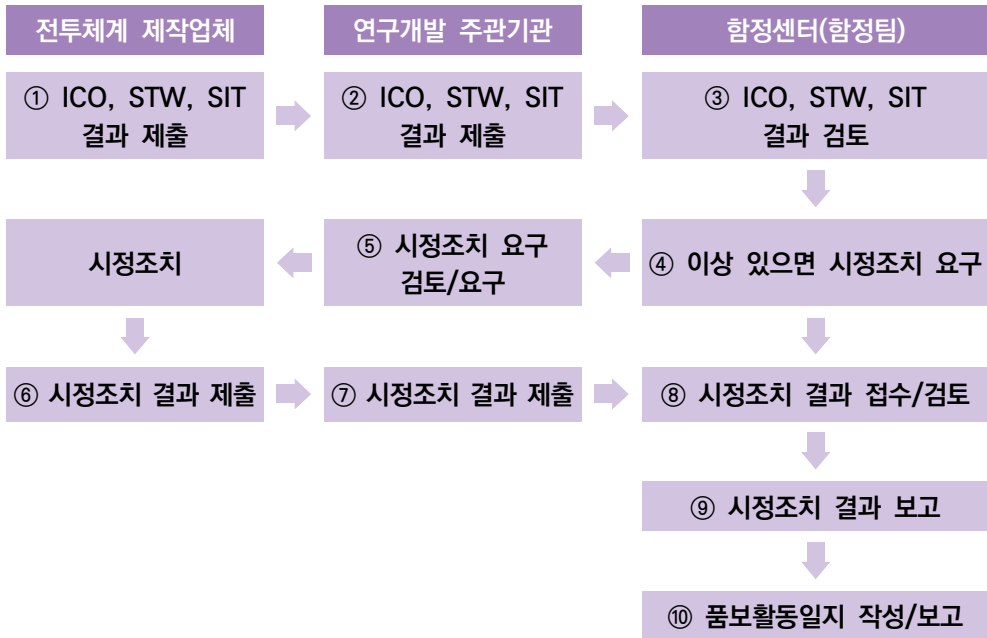 전투체계 제작업체
연구개발 주관기관
함정센터(함정팀)
① ICO, STW, SIT
결과 제출
② ICO, STW, SIT
결과 제출
③ ICO, STW, SIT
결과 검토
시정조치
⑤ 시정조치 요구
검토/요구
④ 이상 있으면 시정조치 요구
⑥ 시정조치 결과 제출
⑦ 시정조치 결과 제출
⑧ 시정조치 결과 접수/검토
⑨ 시정조치 결과 보고
⑩ 품보활동일지 작성/보고